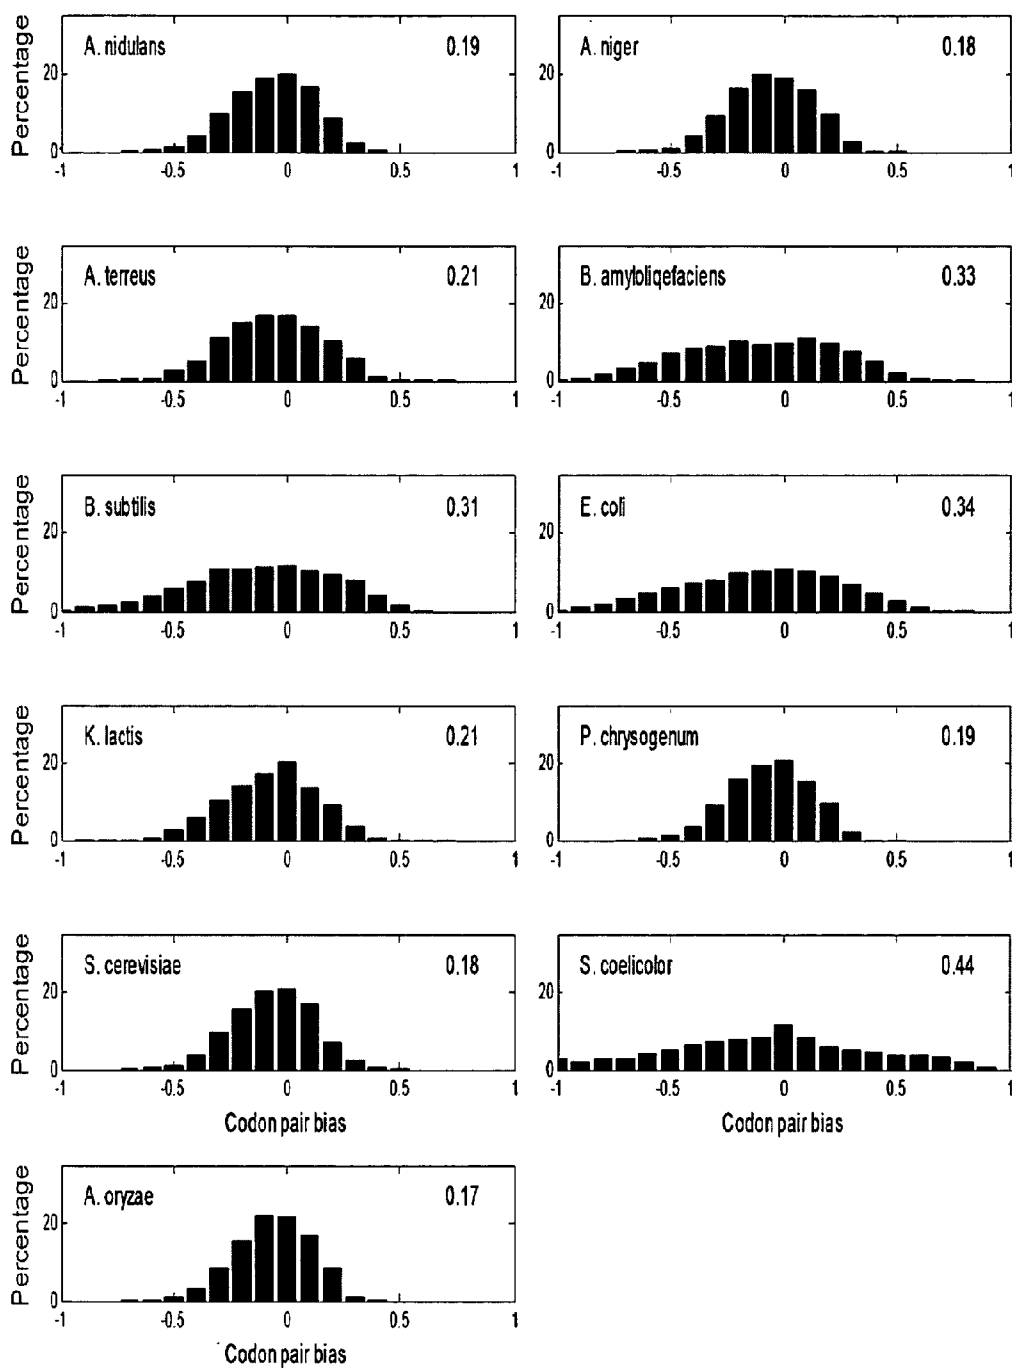 Percentage
A. nidulans 0.19
20
0
-1 -0.5 0 0.5 1
A. niger 0.18
20
0
-1 -0.5 0 0.5 1
Percentage
A. terreus 0.21
20
0
-1 -0.5 0 0.5 1
B. amyloliqefaciens 0.33
20
0
-1 -0.5 0 0.5 1
Percentage
B. subtilis 0.31
20
0
-1 -0.5 0 0.5 1
E. coli 0.34
20
0
-1 -0.5 0 0.5 1
Percentage
K. lactis 0.21
20
0
-1 -0.5 0 0.5 1
P. chrysogenum 0.19
20
0
-1 -0.5 0 0.5 1
Percentage
S. cerevisiae 0.18
20
0
-1 -0.5 0 0.5 1
Codon pair bias
S. coelicolor 0.44
20
0
-1 -0.5 0 0.5 1
Codon pair bias
Percentage
A. oryzae 0.17
20
0
-1 -0.5 0 0.5 1
Codon pair bias